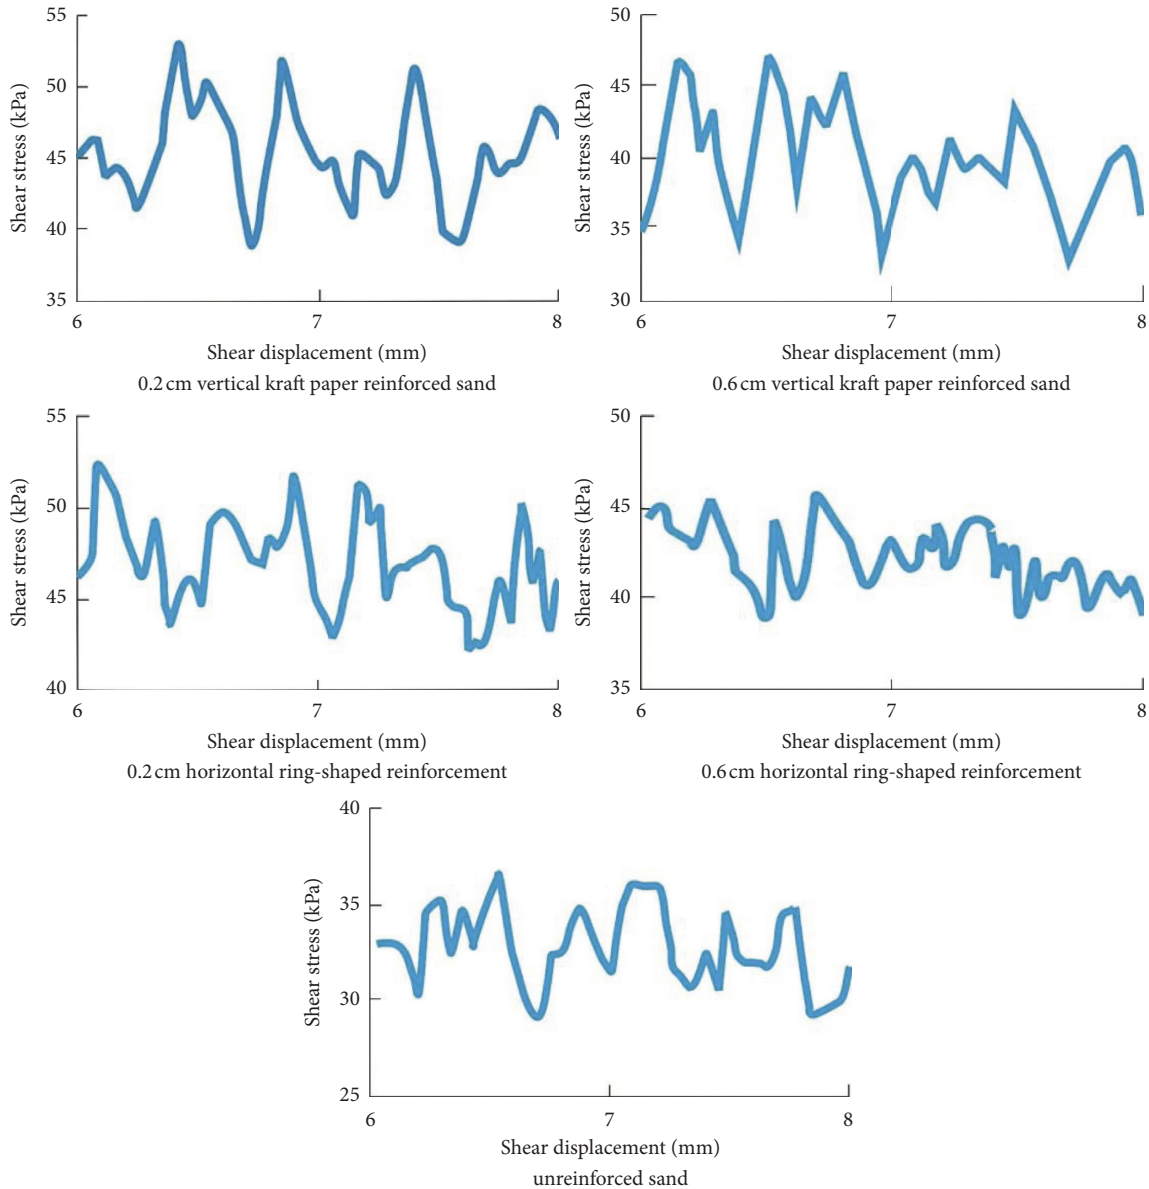 55
50
45
40
35
Shear stress (kPa)
6
7
8
Shear displacement (mm)
0.2 cm vertical kraft paper reinforced sand
50
45
40
35
30
Shear stress (kPa)
6
7
8
Shear displacement (mm)
0.6 cm vertical kraft paper reinforced sand
55
50
45
40
Shear stress (kPa)
6
7
8
Shear displacement (mm)
0.2 cm horizontal ring-shaped reinforcement
50
45
40
35
Shear stress (kPa)
6
7
8
Shear displacement (mm)
0.6 cm horizontal ring-shaped reinforcement
40
35
30
25
Shear stress (kPa)
6
7
8
Shear displacement (mm)
unreinforced sand